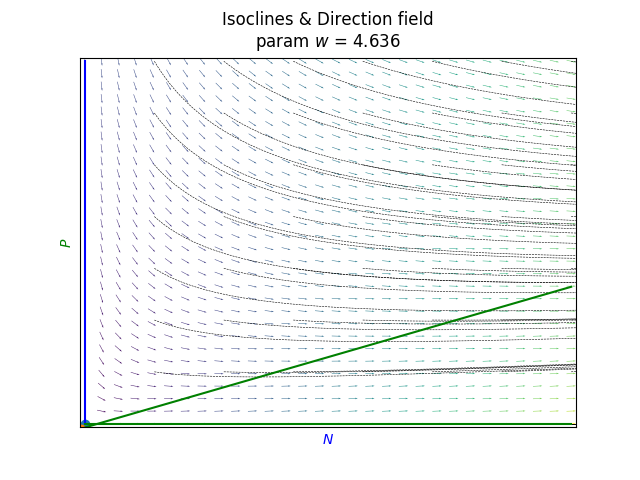 Isoclines & Direction field
param w = 4.636
P
N